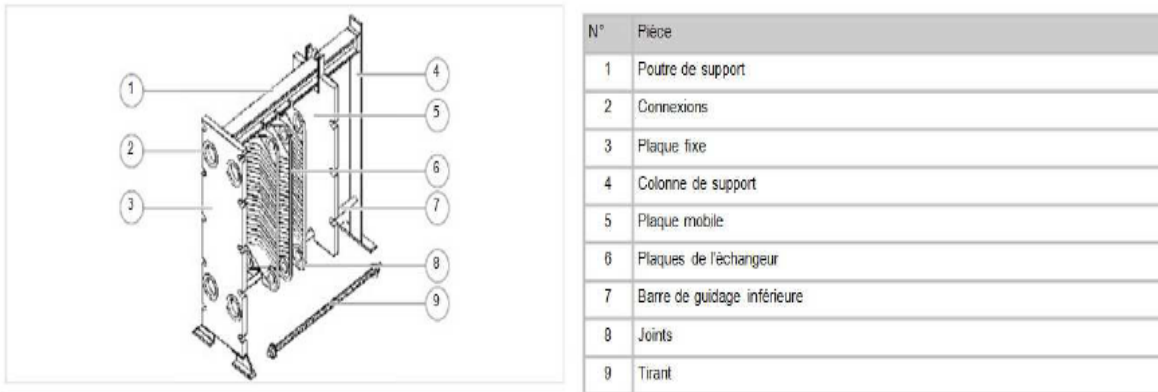 1
2
3
4
5
6
7
8
9
N° Pièce
1 Poutre de support
2 Connexions
3 Plaque fixe
4 Colonne de support
5 Plaque mobile
6 Plaques de l'échangeur
7 Barre de guidage inférieure
8 Joints
9 Tirant